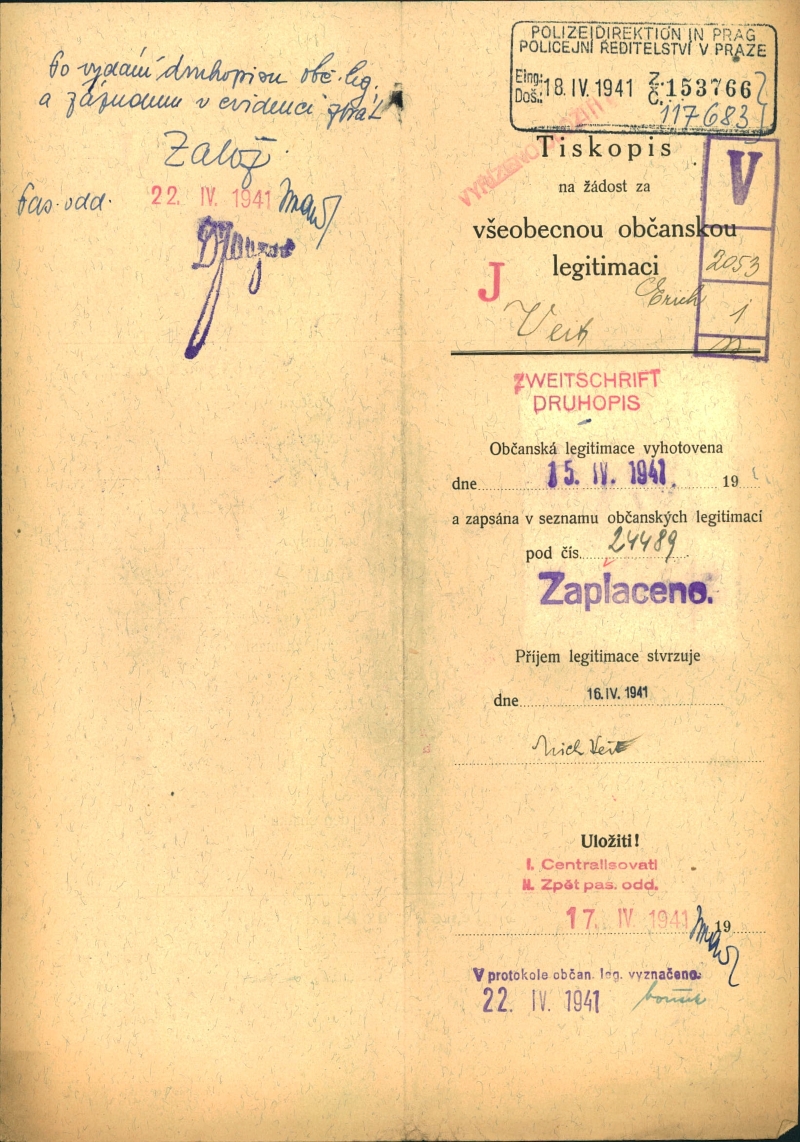 Po vydání druhopisu obč. leg.
a záznamu v evidenci zprát
Založ.
Pas. odd. 22. IV. 1941
POLIZEIDIREKTION IN PRAG
POLICEJNÍ ŘEDITELSTVÍ V PRAZE
Eing.:
Doš.: 18. IV. 1941 Z.
Č. 153766
117683
Tiskopis
na žádost za
všeobecnou občanskou
legitimaci
V
2053
1
J
Veit Erich
ZWEITSCHRIFT
DRUHOPIS
Občanská legitimace vyhotovena
dne 15. IV. 1941. 19
a zapsána v seznamu občanských legitimací
pod čís. 24489
Zaplaceno.
Příjem legitimace stvrzuje
dne 16. IV. 1941
Erich Veit
Uložiti!
I. Centralisovati
II. Zpět pas. odd.
17. IV. 1941 19
V protokole občan. leg. vyznačeno.
22. IV. 1941